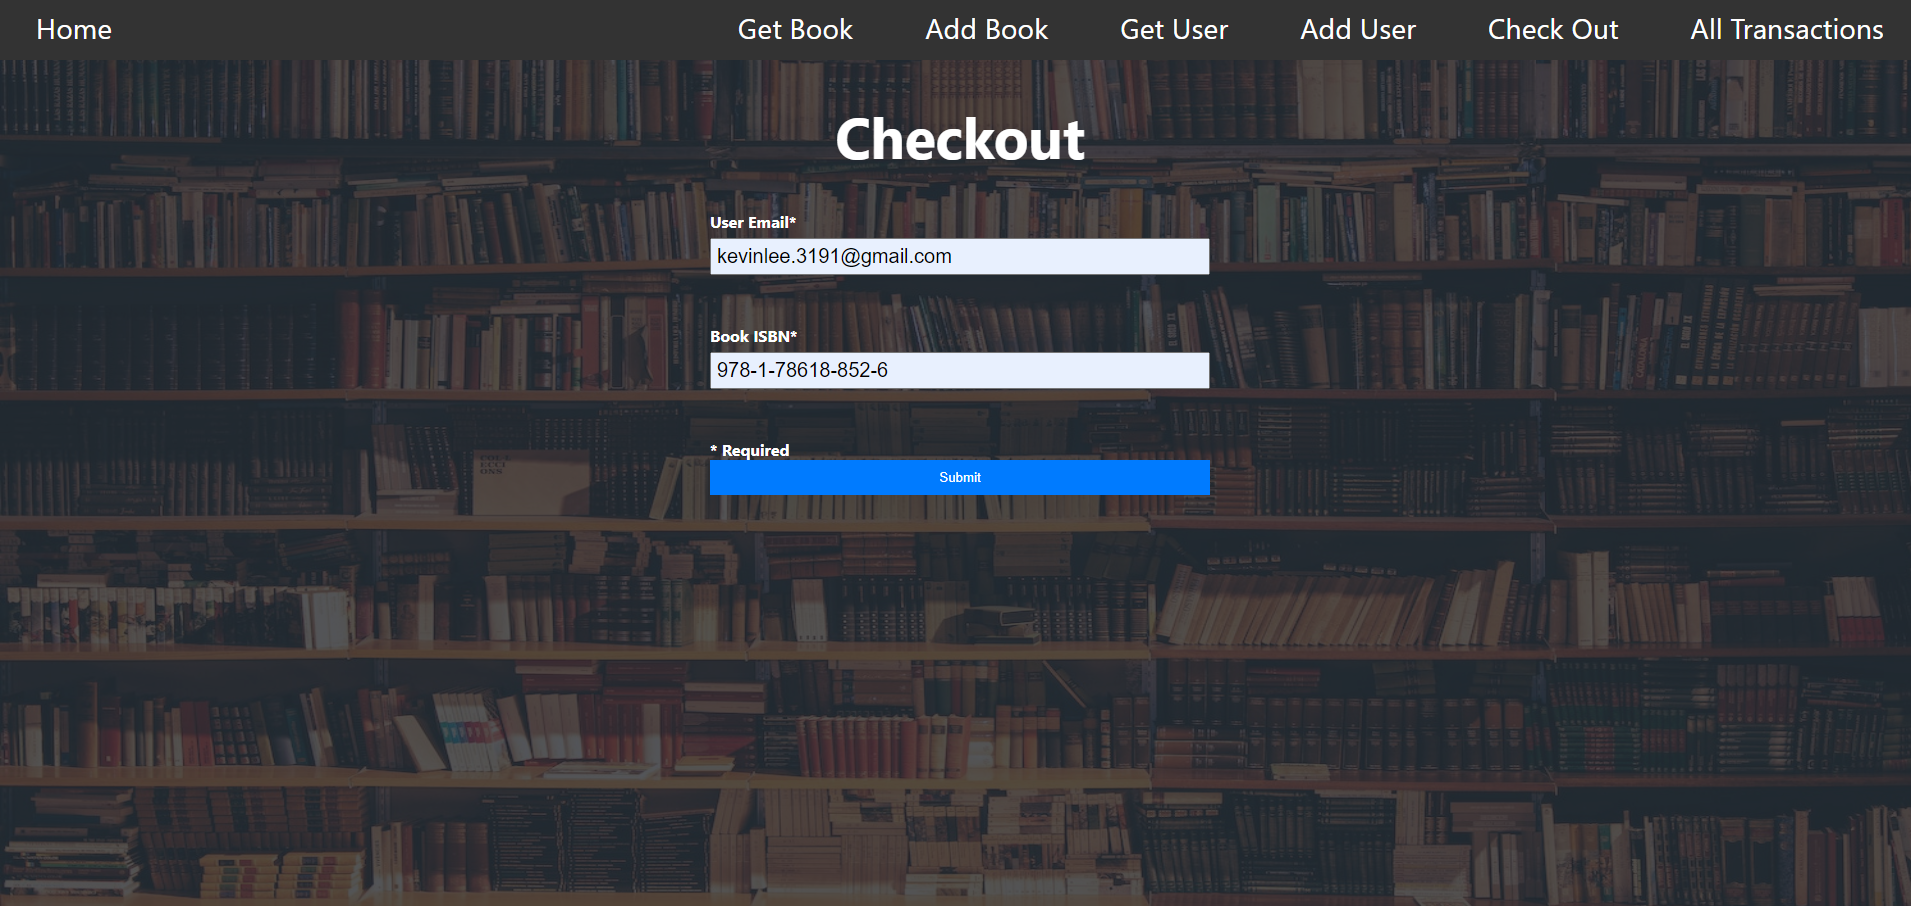 Home Get Book Add Book Get User Add User Check Out All Transactions
Checkout
User Email*
kevinlee.3191@gmail.com
Book ISBN*
978-1-78618-852-6
* Required
Submit